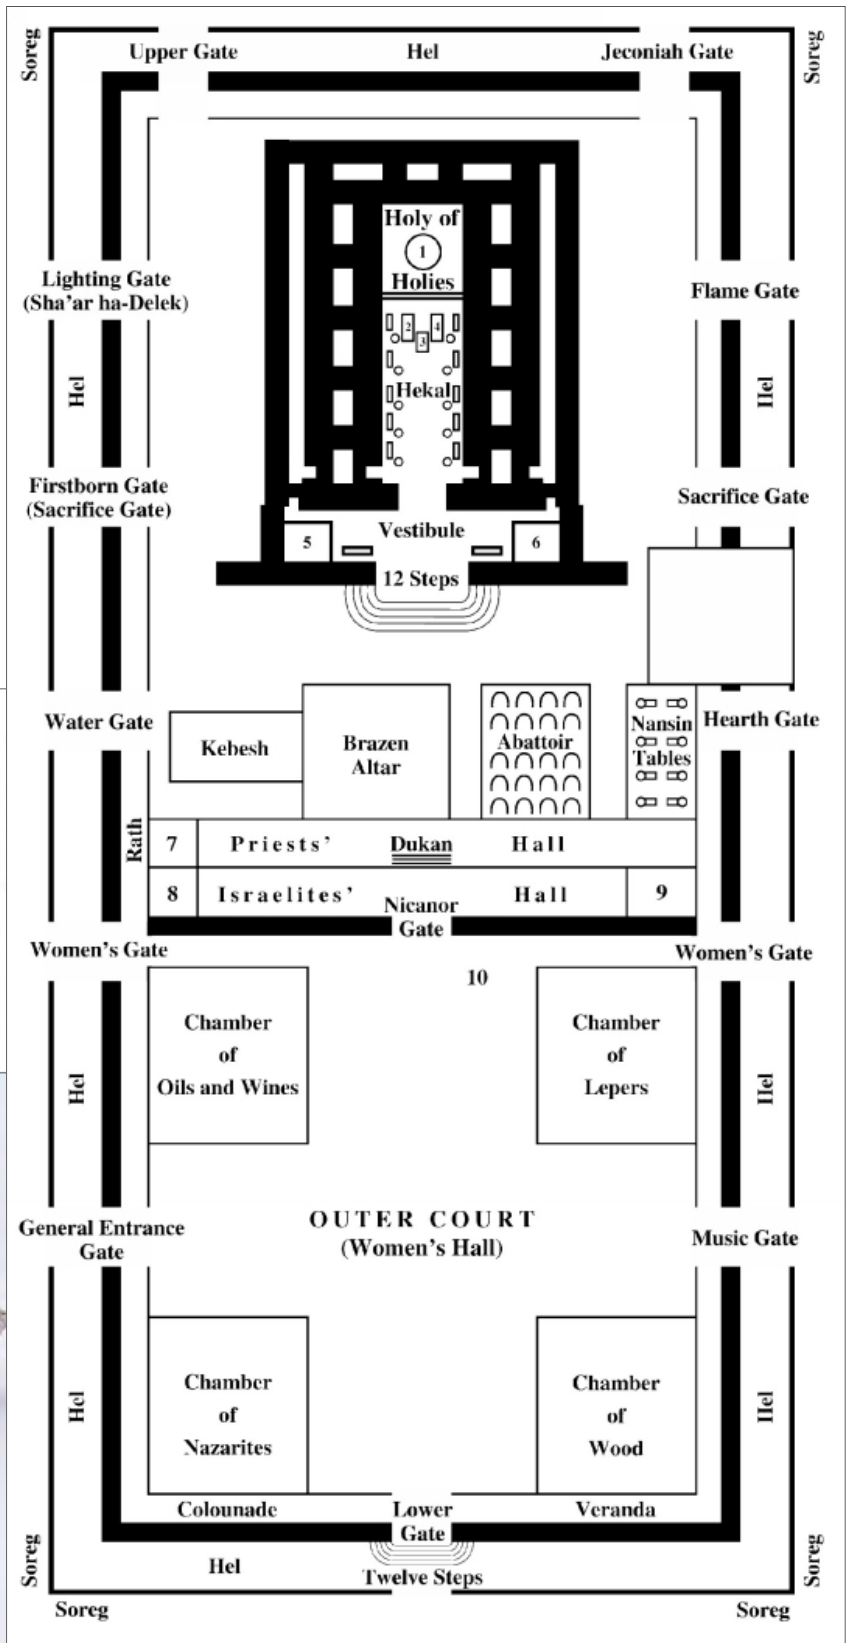 Soreg
Soreg
Upper Gate
Hel
Jeconiah Gate
Holy of
1
Holies
Lighting Gate
(Sha'ar ha-Delek)
Flame Gate
2
3
4
Hel
Hekal
Hel
Firstborn Gate
(Sacrifice Gate)
Sacrifice Gate
Vestibule
5
6
12 Steps
Water Gate
Kebesh
Brazen
Altar
Abattoir
Nansin
Tables
Hearth Gate
Rath
7
Priests'
Dukan
Hall
8
Israelites'
Hall
9
Nicanor
Gate
Women's Gate
Women's Gate
10
Chamber
of
Oils and Wines
Chamber
of
Lepers
Hel
Hel
General Entrance
Gate
OUTER COURT
(Women's Hall)
Music Gate
Hel
Hel
Chamber
of
Nazarites
Chamber
of
Wood
Colounade
Lower
Gate
Veranda
Soreg
Soreg
Hel
Twelve Steps
Soreg
Soreg